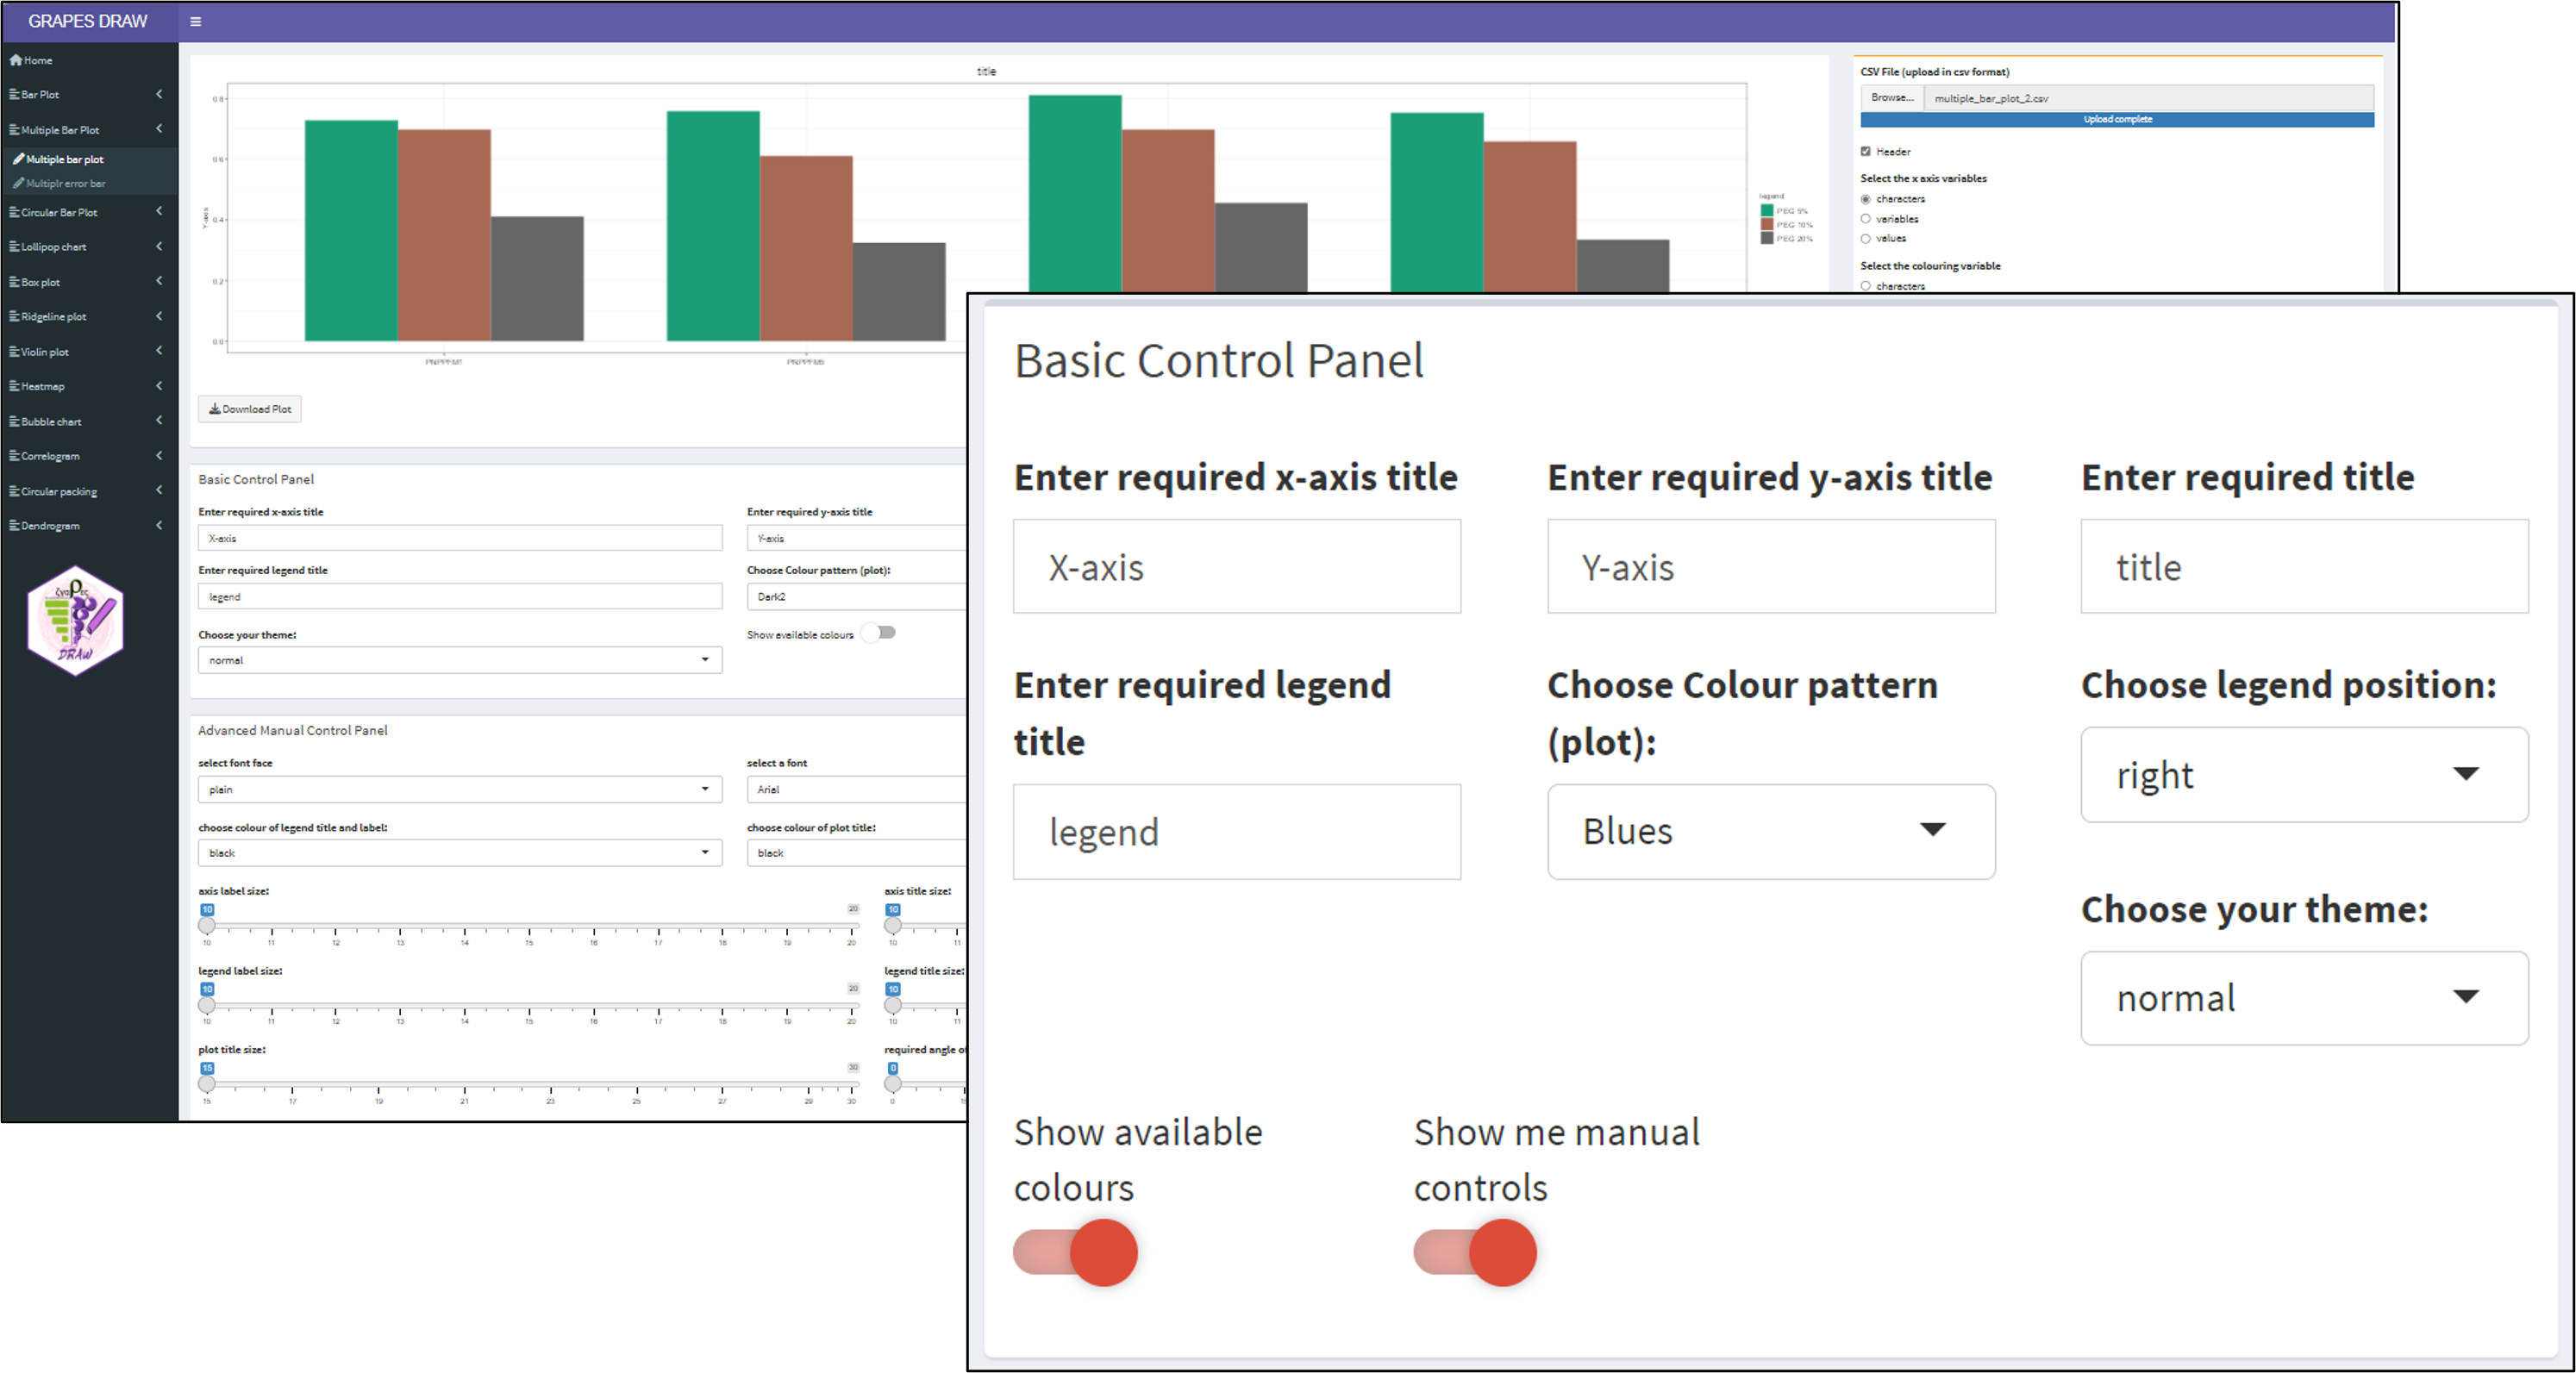 GRAPES DRAW
Home
Bar Plot
Multiple Bar Plot
Multiple bar plot
Multiplr error bar
Circular Bar Plot
Lollipop chart
Box plot
Ridgeline plot
Violin plot
Heatmap
Bubble chart
Correlogram
Circular packing
Dendrogram
DRAW
title
0.8
0.6
0.4
0.2
0.0
Y-axis
legend
PEG 5%
PEG 10%
PEG 20%
Download Plot
CSV File (upload in csv format)
Browse... multiple_bar_plot_2.csv
Upload complete
Header
Select the x axis variables
characters
variables
values
Select the colouring variable
characters
Basic Control Panel
Enter required x-axis title Enter required y-axis title
X-axis Y-axis
Enter required legend title Choose Colour pattern (plot):
legend Dark2
Choose your theme: Show available colours
normal
Advanced Manual Control Panel
select font face select a font
plain Arial
choose colour of legend title and label: choose colour of plot title:
black black
axis label size: axis title size:
10 20 10
10 11 12 13 14 15 16 17 18 19 20 10 11
legend label size: legend title size:
10 20 10
10 11 12 13 14 15 16 17 18 19 20 10 11
plot title size: required angle of
15 30 0
15 17 19 21 23 25 27 29 30 0
Basic Control Panel
Enter required x-axis title Enter required y-axis title Enter required title
X-axis Y-axis title
Enter required legend
title
legend
Choose Colour pattern
(plot):
Blues
Choose legend position:
right
Choose your theme:
normal
Show available
colours
Show me manual
controls